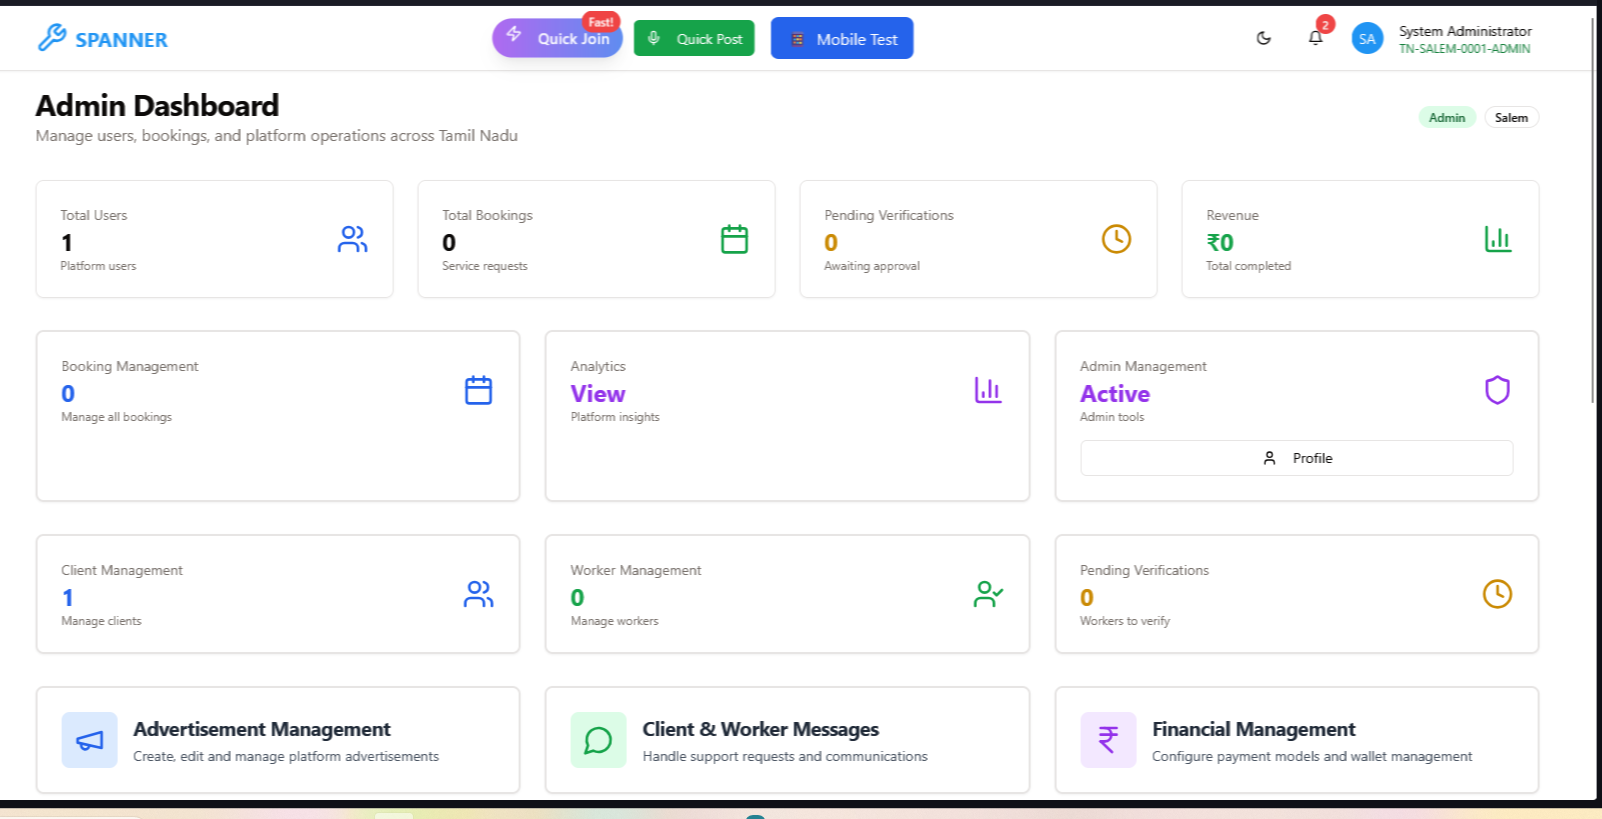 SPANNER
Quick Join
Fast!
Quick Post
Mobile Test
2
SA
System Administrator
TN-SALEM-0001-ADMIN
Admin Dashboard
Manage users, bookings, and platform operations across Tamil Nadu
Admin
Salem
Total Users
1
Platform users
Total Bookings
0
Service requests
Pending Verifications
0
Awaiting approval
Revenue
₹0
Total completed
Booking Management
0
Manage all bookings
Analytics
View
Platform insights
Admin Management
Active
Admin tools
Profile
Client Management
1
Manage clients
Worker Management
0
Manage workers
Pending Verifications
0
Workers to verify
Advertisement Management
Create, edit and manage platform advertisements
Client & Worker Messages
Handle support requests and communications
Financial Management
Configure payment models and wallet management